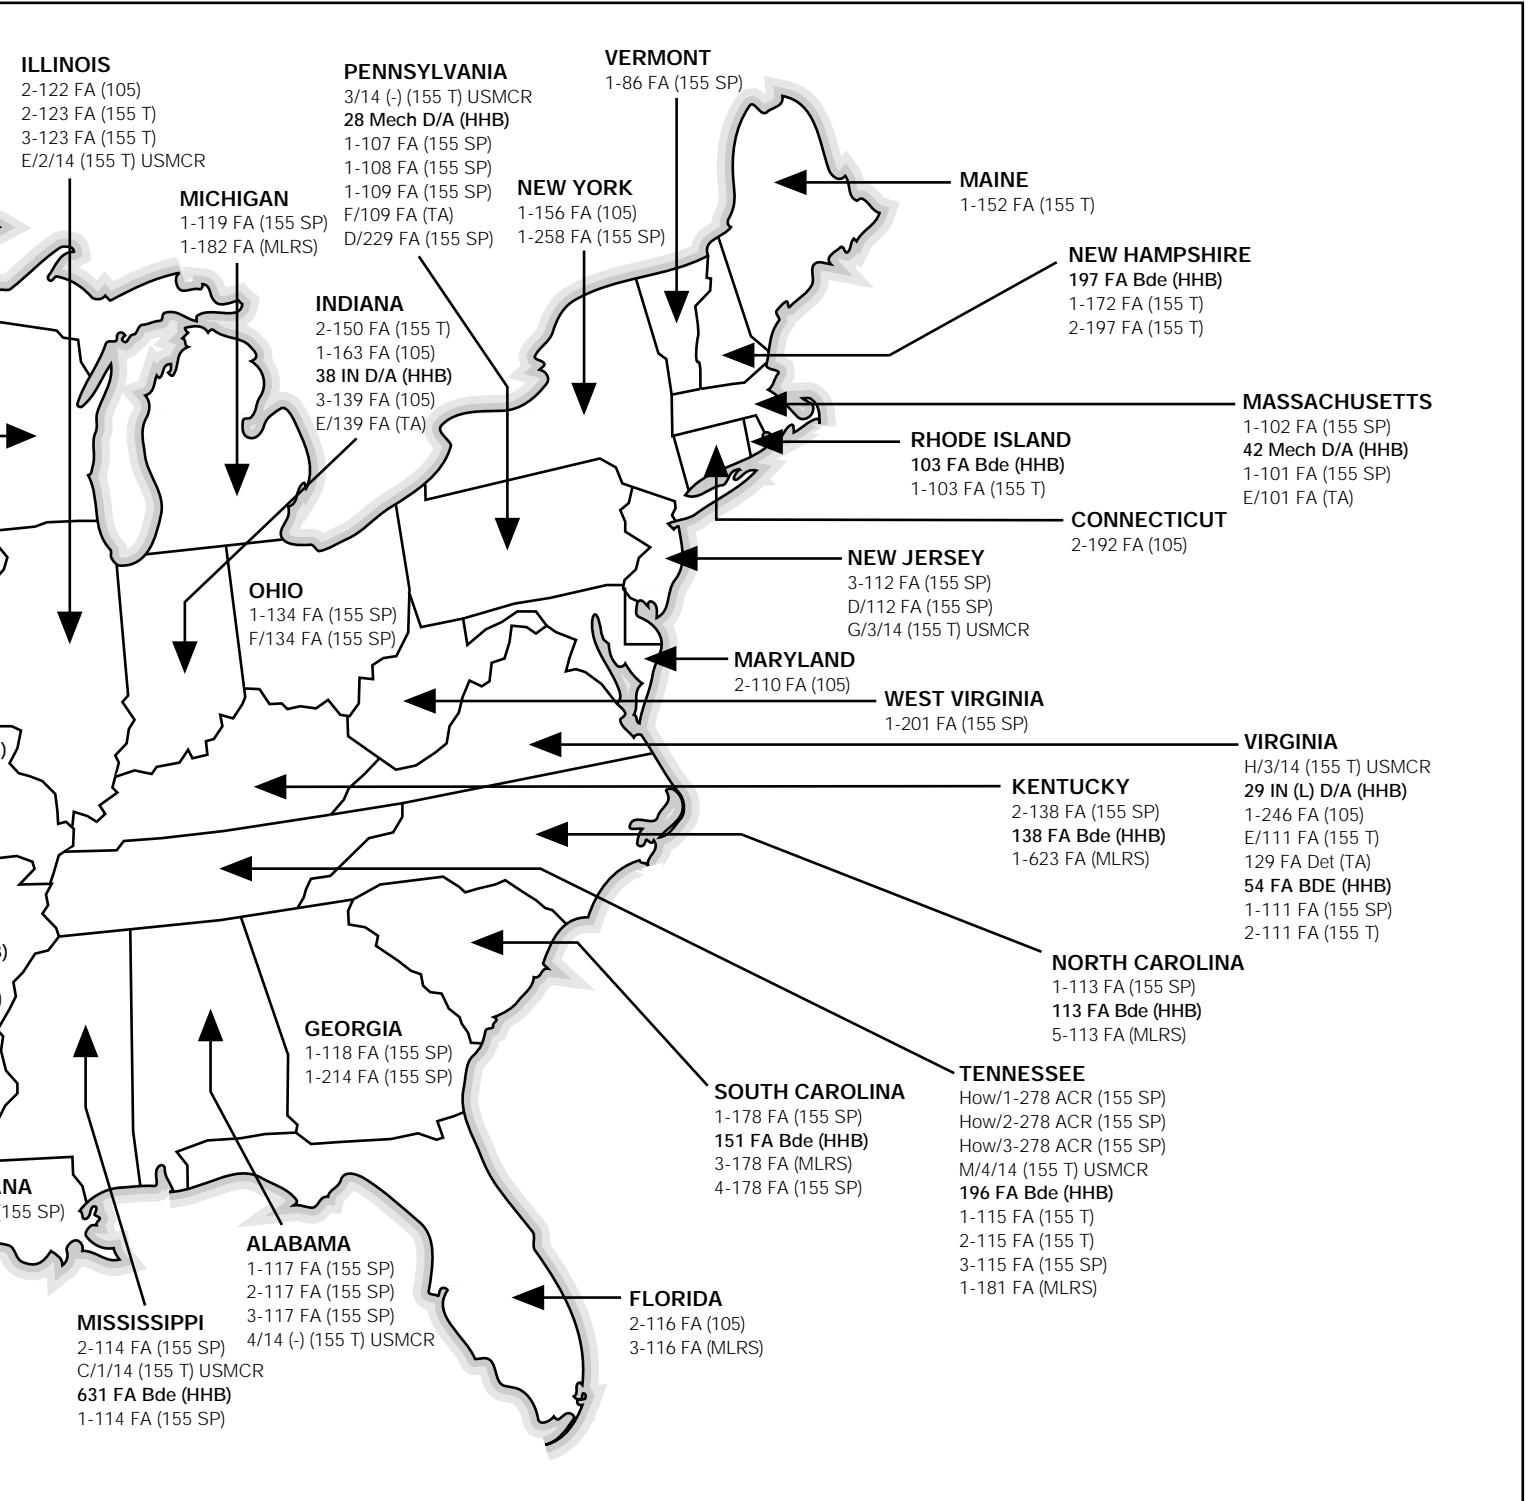 ILLINOIS
2-122 FA (105)
2-123 FA (155 T)
3-123 FA (155 T)
E/2/14 (155 T) USMCR
MICHIGAN
1-119 FA (155 SP)
1-182 FA (MLRS)
PENNSYLVANIA
3/14 (-) (155 T) USMCR
28 Mech D/A (HHB)
1-107 FA (155 SP)
1-108 FA (155 SP)
1-109 FA (155 SP)
F/109 FA (TA)
D/229 FA (155 SP)
VERMONT
1-86 FA (155 SP)
NEW YORK
1-156 FA (105)
1-258 FA (155 SP)
MAINE
1-152 FA (155 T)
NEW HAMPSHIRE
197 FA Bde (HHB)
1-172 FA (155 T)
2-197 FA (155 T)
INDIANA
2-150 FA (155 T)
1-163 FA (105)
38 IN D/A (HHB)
3-139 FA (105)
E/139 FA (TA)
MASSACHUSETTS
1-102 FA (155 SP)
42 Mech D/A (HHB)
1-101 FA (155 SP)
E/101 FA (TA)
RHODE ISLAND
103 FA Bde (HHB)
1-103 FA (155 T)
CONNECTICUT
2-192 FA (105)
OHIO
1-134 FA (155 SP)
F/134 FA (155 SP)
NEW JERSEY
3-112 FA (155 SP)
D/112 FA (155 SP)
G/3/14 (155 T) USMCR
MARYLAND
2-110 FA (105)
WEST VIRGINIA
1-201 FA (155 SP)
VIRGINIA
H/3/14 (155 T) USMCR
29 IN (L) D/A (HHB)
1-246 FA (105)
E/111 FA (155 T)
129 FA Det (TA)
54 FA BDE (HHB)
1-111 FA (155 SP)
2-111 FA (155 T)
KENTUCKY
2-138 FA (155 SP)
138 FA Bde (HHB)
1-623 FA (MLRS)
NORTH CAROLINA
1-113 FA (155 SP)
113 FA Bde (HHB)
5-113 FA (MLRS)
GEORGIA
1-118 FA (155 SP)
1-214 FA (155 SP)
SOUTH CAROLINA
1-178 FA (155 SP)
151 FA Bde (HHB)
3-178 FA (MLRS)
4-178 FA (155 SP)
TENNESSEE
How/1-278 ACR (155 SP)
How/2-278 ACR (155 SP)
How/3-278 ACR (155 SP)
M/4/14 (155 T) USMCR
196 FA Bde (HHB)
1-115 FA (155 T)
2-115 FA (155 T)
3-115 FA (155 SP)
1-181 FA (MLRS)
NA
(155 SP)
ALABAMA
1-117 FA (155 SP)
2-117 FA (155 SP)
3-117 FA (155 SP)
4/14 (-) (155 T) USMCR
MISSISSIPPI
2-114 FA (155 SP)
C/1/14 (155 T) USMCR
631 FA Bde (HHB)
1-114 FA (155 SP)
FLORIDA
2-116 FA (105)
3-116 FA (MLRS)